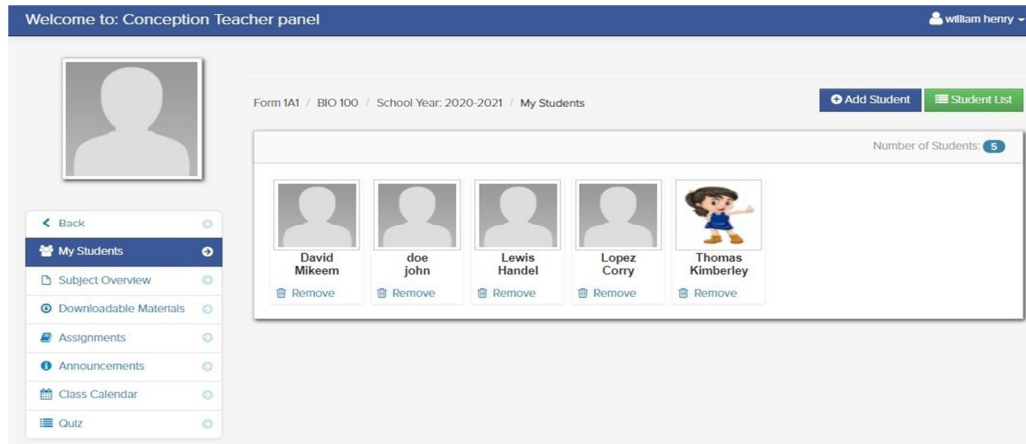 Welcome to: Conception Teacher panel
william henry
Form 1A1 / BIO 100 / School Year: 2020-2021 / My Students
Add Student
Student List
Number of Students: 5
David
Mikeem
Remove
doe
john
Remove
Lewis
Handel
Remove
Lopez
Corry
Remove
Thomas
Kimberley
Remove
Back
My Students
Subject Overview
Downloadable Materials
Assignments
Announcements
Class Calendar
Quiz